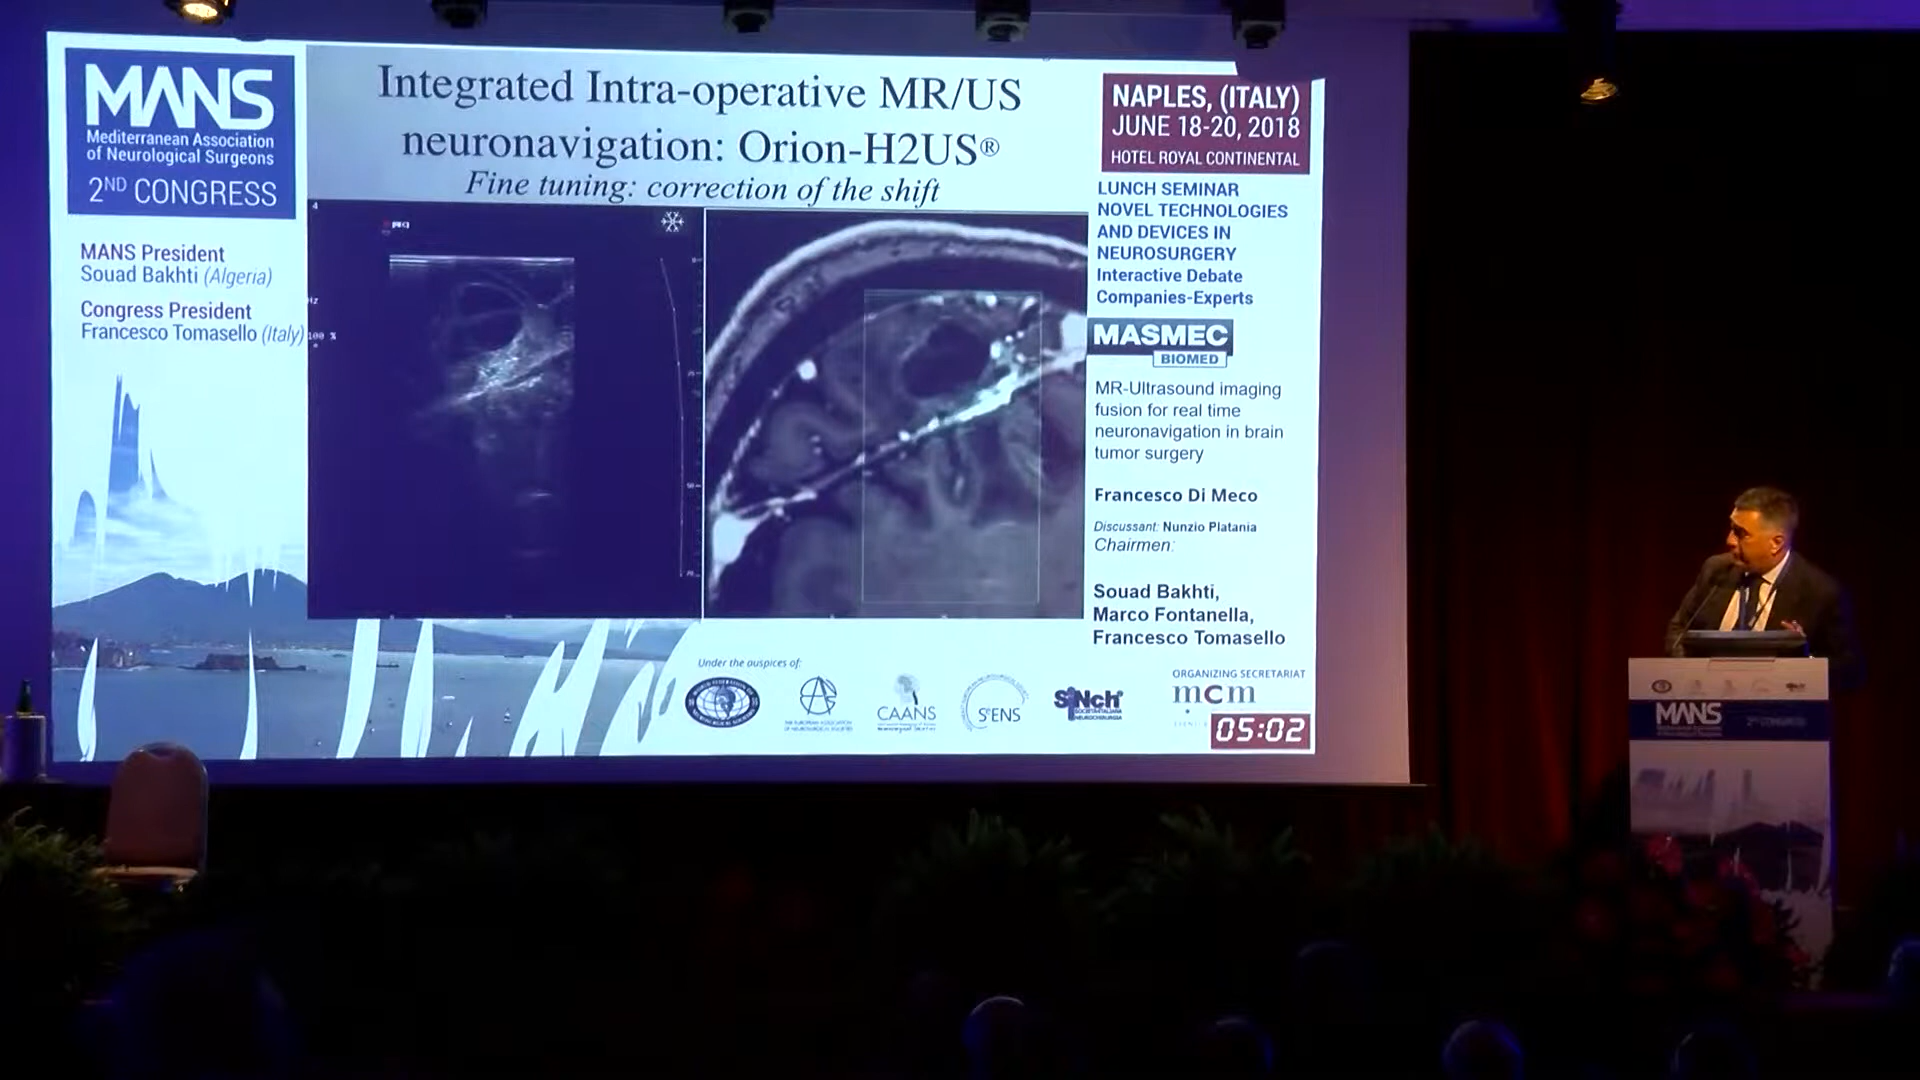 MANS
Mediterranean Association
of Neurological Surgeons
2ND CONGRESS
MANS President
Souad Bakhti (Algeria)
Congress President
Francesco Tomasello (Italy)
Integrated Intra-operative MR/US
neuronavigation: Orion-H2US®
Fine tuning: correction of the shift
4
Hz
100 %
NAPLES, (ITALY)
JUNE 18-20, 2018
HOTEL ROYAL CONTINENTAL
LUNCH SEMINAR
NOVEL TECHNOLOGIES
AND DEVICES IN
NEUROSURGERY
Interactive Debate
Companies-Experts
MASMEC
BIOMED
MR-Ultrasound imaging
fusion for real time
neuronavigation in brain
tumor surgery
Francesco Di Meco
Discussant: Nunzio Platania
Chairmen:
Souad Bakhti,
Marco Fontanella,
Francesco Tomasello
Under the auspices of:
CAANS
SeENS
SINch
ORGANIZING SECRETARIAT
mcm
05:02
MANS